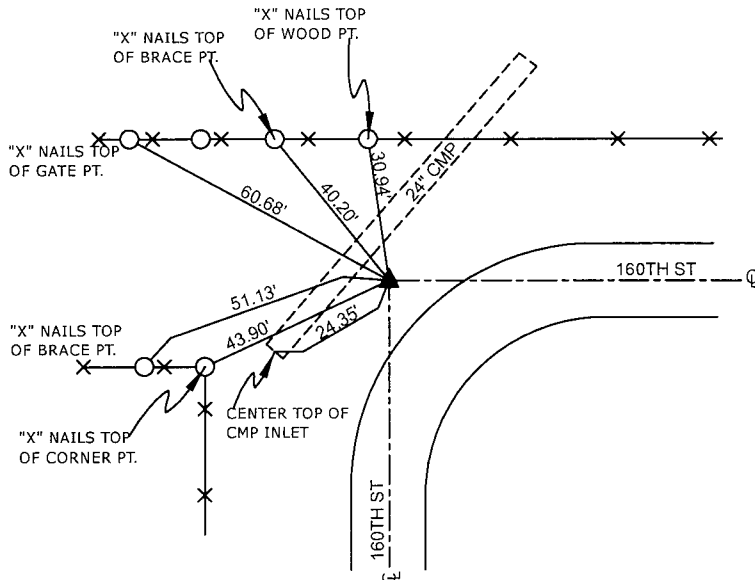 "X" NAILS TOP
OF BRACE PT.
"X" NAILS TOP
OF WOOD PT.
"X" NAILS TOP
OF GATE PT.
60.68'
40.20'
30.94'
24" CMP
160TH ST
℄
51.13'
43.90'
24.35'
"X" NAILS TOP
OF BRACE PT.
CENTER TOP OF
CMP INLET
"X" NAILS TOP
OF CORNER PT.
160TH ST
℄